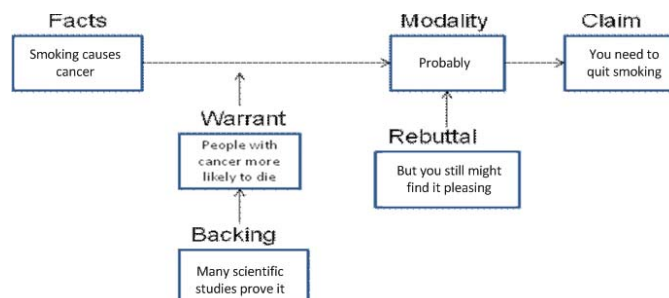 Facts
Smoking causes
cancer
Modality
Probably
Claim
You need to
quit smoking
Warrant
People with
cancer more
likely to die
Rebuttal
But you still might
find it pleasing
Backing
Many scientific
studies prove it